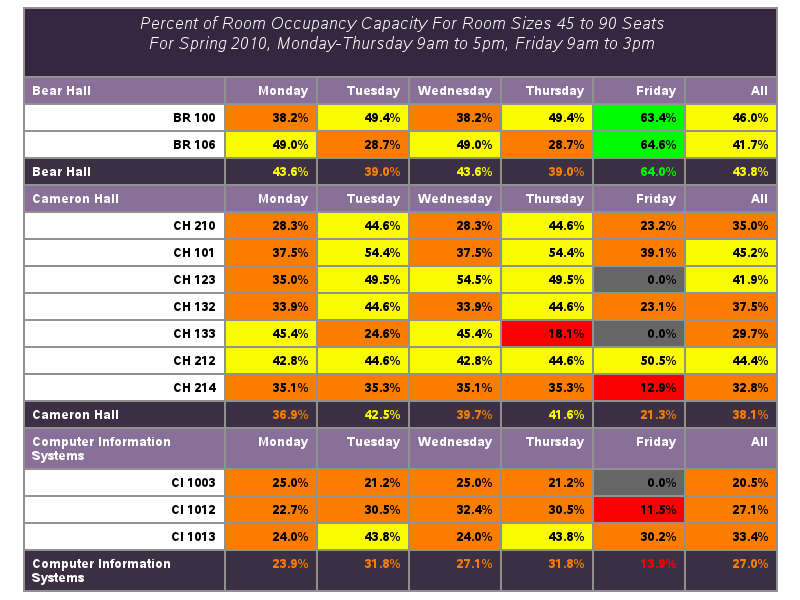 Percent of Room Occupancy Capacity For Room Sizes 45 to 90 Seats
For Spring 2010, Monday-Thursday 9am to 5pm, Friday 9am to 3pm
Bear Hall Monday Tuesday Wednesday Thursday Friday All
BR 100 38.2% 49.4% 38.2% 49.4% 63.4% 46.0%
BR 106 49.0% 28.7% 49.0% 28.7% 64.6% 41.7%
Bear Hall 43.6% 39.0% 43.6% 39.0% 64.0% 43.8%
Cameron Hall Monday Tuesday Wednesday Thursday Friday All
CH 210 28.3% 44.6% 28.3% 44.6% 23.2% 35.0%
CH 101 37.5% 54.4% 37.5% 54.4% 39.1% 45.2%
CH 123 35.0% 49.5% 54.5% 49.5% 0.0% 41.9%
CH 132 33.9% 44.6% 33.9% 44.6% 23.1% 37.5%
CH 133 45.4% 24.6% 45.4% 18.1% 0.0% 29.7%
CH 212 42.8% 44.6% 42.8% 44.6% 50.5% 44.4%
CH 214 35.1% 35.3% 35.1% 35.3% 12.9% 32.8%
Cameron Hall 36.9% 42.5% 39.7% 41.6% 21.3% 38.1%
Computer Information Monday Tuesday Wednesday Thursday Friday All
Systems
CI 1003 25.0% 21.2% 25.0% 21.2% 0.0% 20.5%
CI 1012 22.7% 30.5% 32.4% 30.5% 11.5% 27.1%
CI 1013 24.0% 43.8% 24.0% 43.8% 30.2% 33.4%
Computer Information 23.9% 31.8% 27.1% 31.8% 13.9% 27.0%
Systems